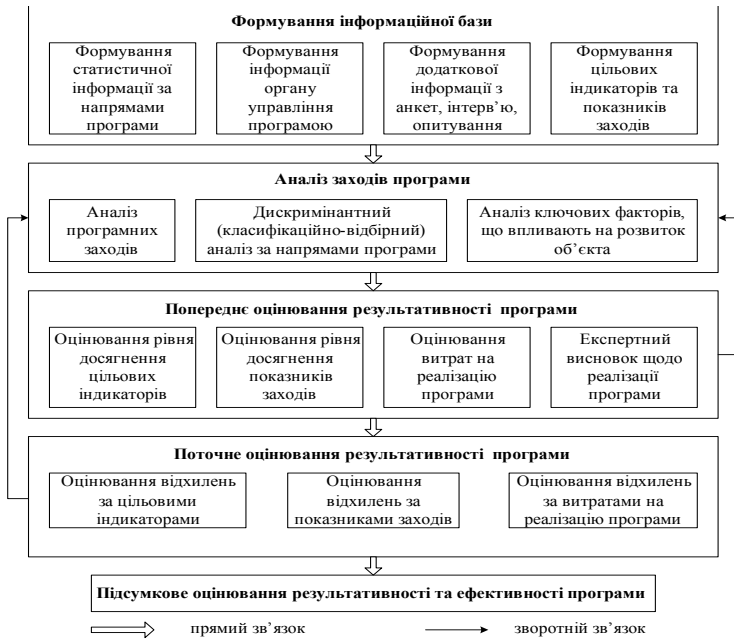 Формування інформаційної бази
Формування
статистичної
інформації за
напрямами
програми
Формування
інформації
органу
управління
програмою
Формування
додаткової
інформації з
анкет, інтерв’ю,
опитування
Формування
цільових
індикаторів та
показників
заходів
Аналіз заходів програми
Аналіз
програмних
заходів
Дискримінантний
(класифікаційно-відбірний)
аналіз за напрямами програми
Аналіз ключових факторів,
що впливають на розвиток
об’єкта
Попереднє оцінювання результативності програми
Оцінювання рівня
досягнення
цільових
індикаторів
Оцінювання рівня
досягнення
показників
заходів
Оцінювання
витрат на
реалізацію
програми
Експертний
висновок щодо
реалізації
програми
Поточне оцінювання результативності програми
Оцінювання відхилень
за цільовими
індикаторами
Оцінювання
відхилень за
показниками заходів
Оцінювання відхилень
за витратами на
реалізацію програми
Підсумкове оцінювання результативності та ефективності програми
прямий зв’язок
зворотній зв’язок